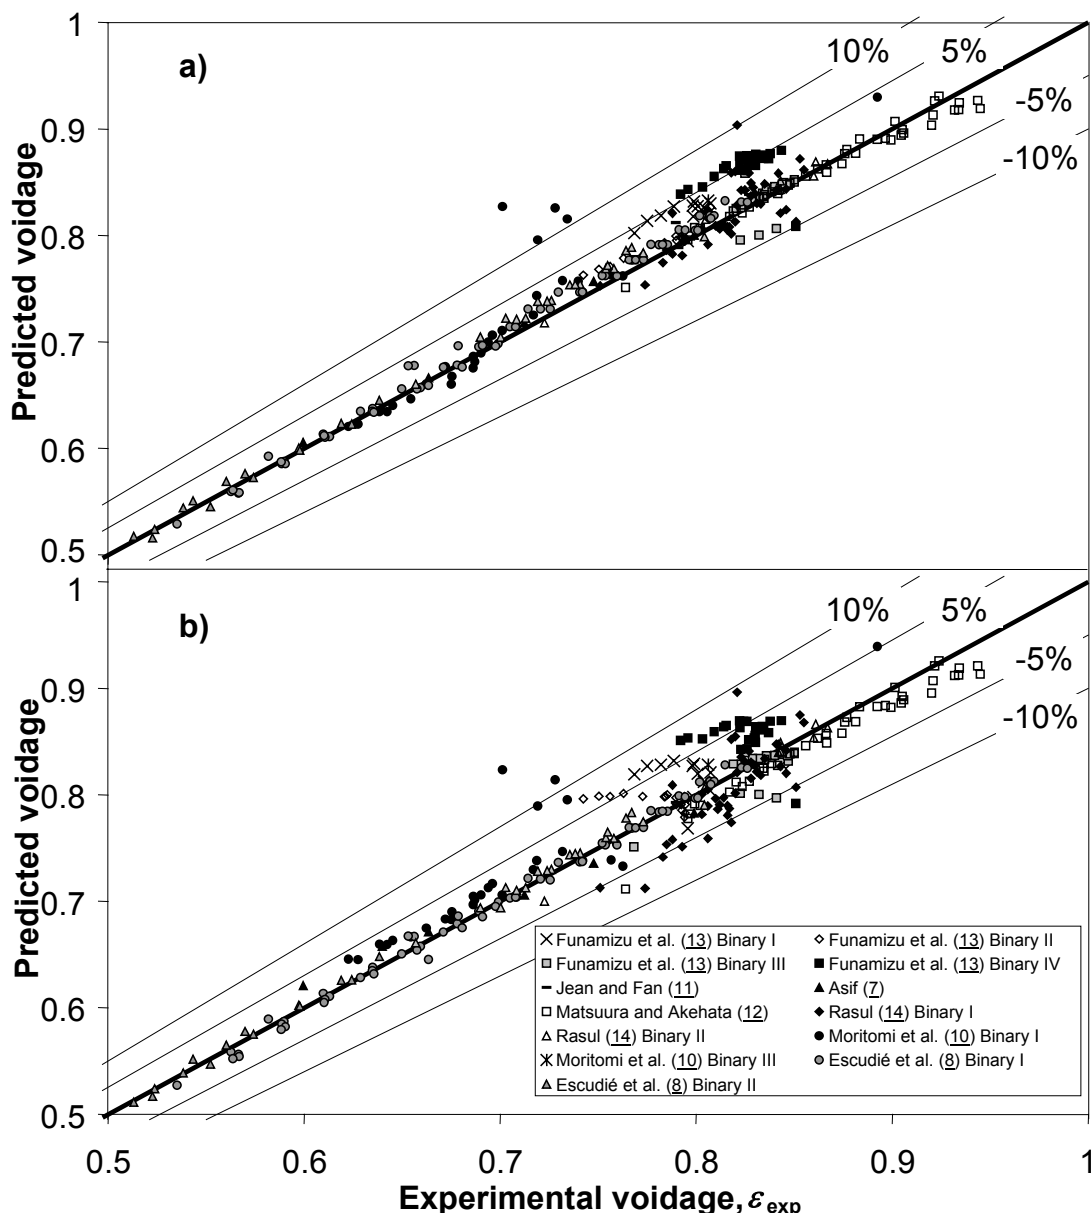 a)
10%
5%
-5%
-10%
1
0.9
0.8
0.7
0.6
0.5
Predicted voidage
b)
10%
5%
-5%
-10%
1
0.9
0.8
0.7
0.6
0.5
Predicted voidage
Funamizu et al. (13) Binary I
Funamizu et al. (13) Binary II
Funamizu et al. (13) Binary III
Funamizu et al. (13) Binary IV
Jean and Fan (11)
Asif (7)
Matsuura and Akehata (12)
Rasul (14) Binary I
Rasul (14) Binary II
Moritomi et al. (10) Binary I
Moritomi et al. (10) Binary III
Escudié et al. (8) Binary I
Escudié et al. (8) Binary II
0.5 0.6 0.7 0.8 0.9 1
Experimental voidage, εexp